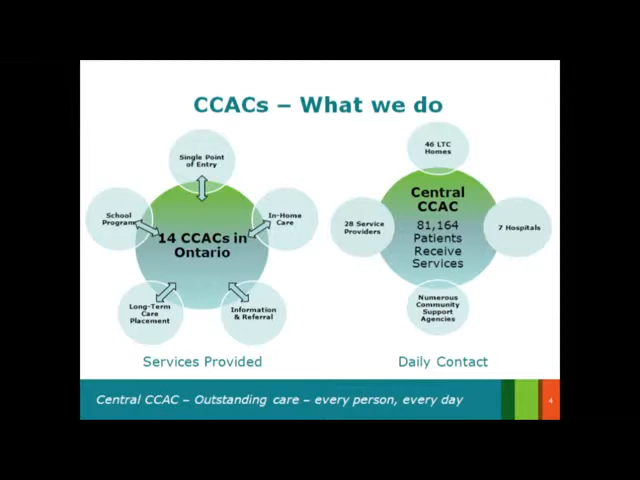 CCACs – What we do
Single Point
of Entry
School
Program
In-Home
Care
14 CCACs in
Ontario
Long-Term
Care
Placement
Information
& Referral
Services Provided
46 LTC
Homes
Central
CCAC
81,164
Patients
Receive
Services
28 Service
Providers
7 Hospitals
Numerous
Community
Support
Agencies
Daily Contact
Central CCAC – Outstanding care – every person, every day
4